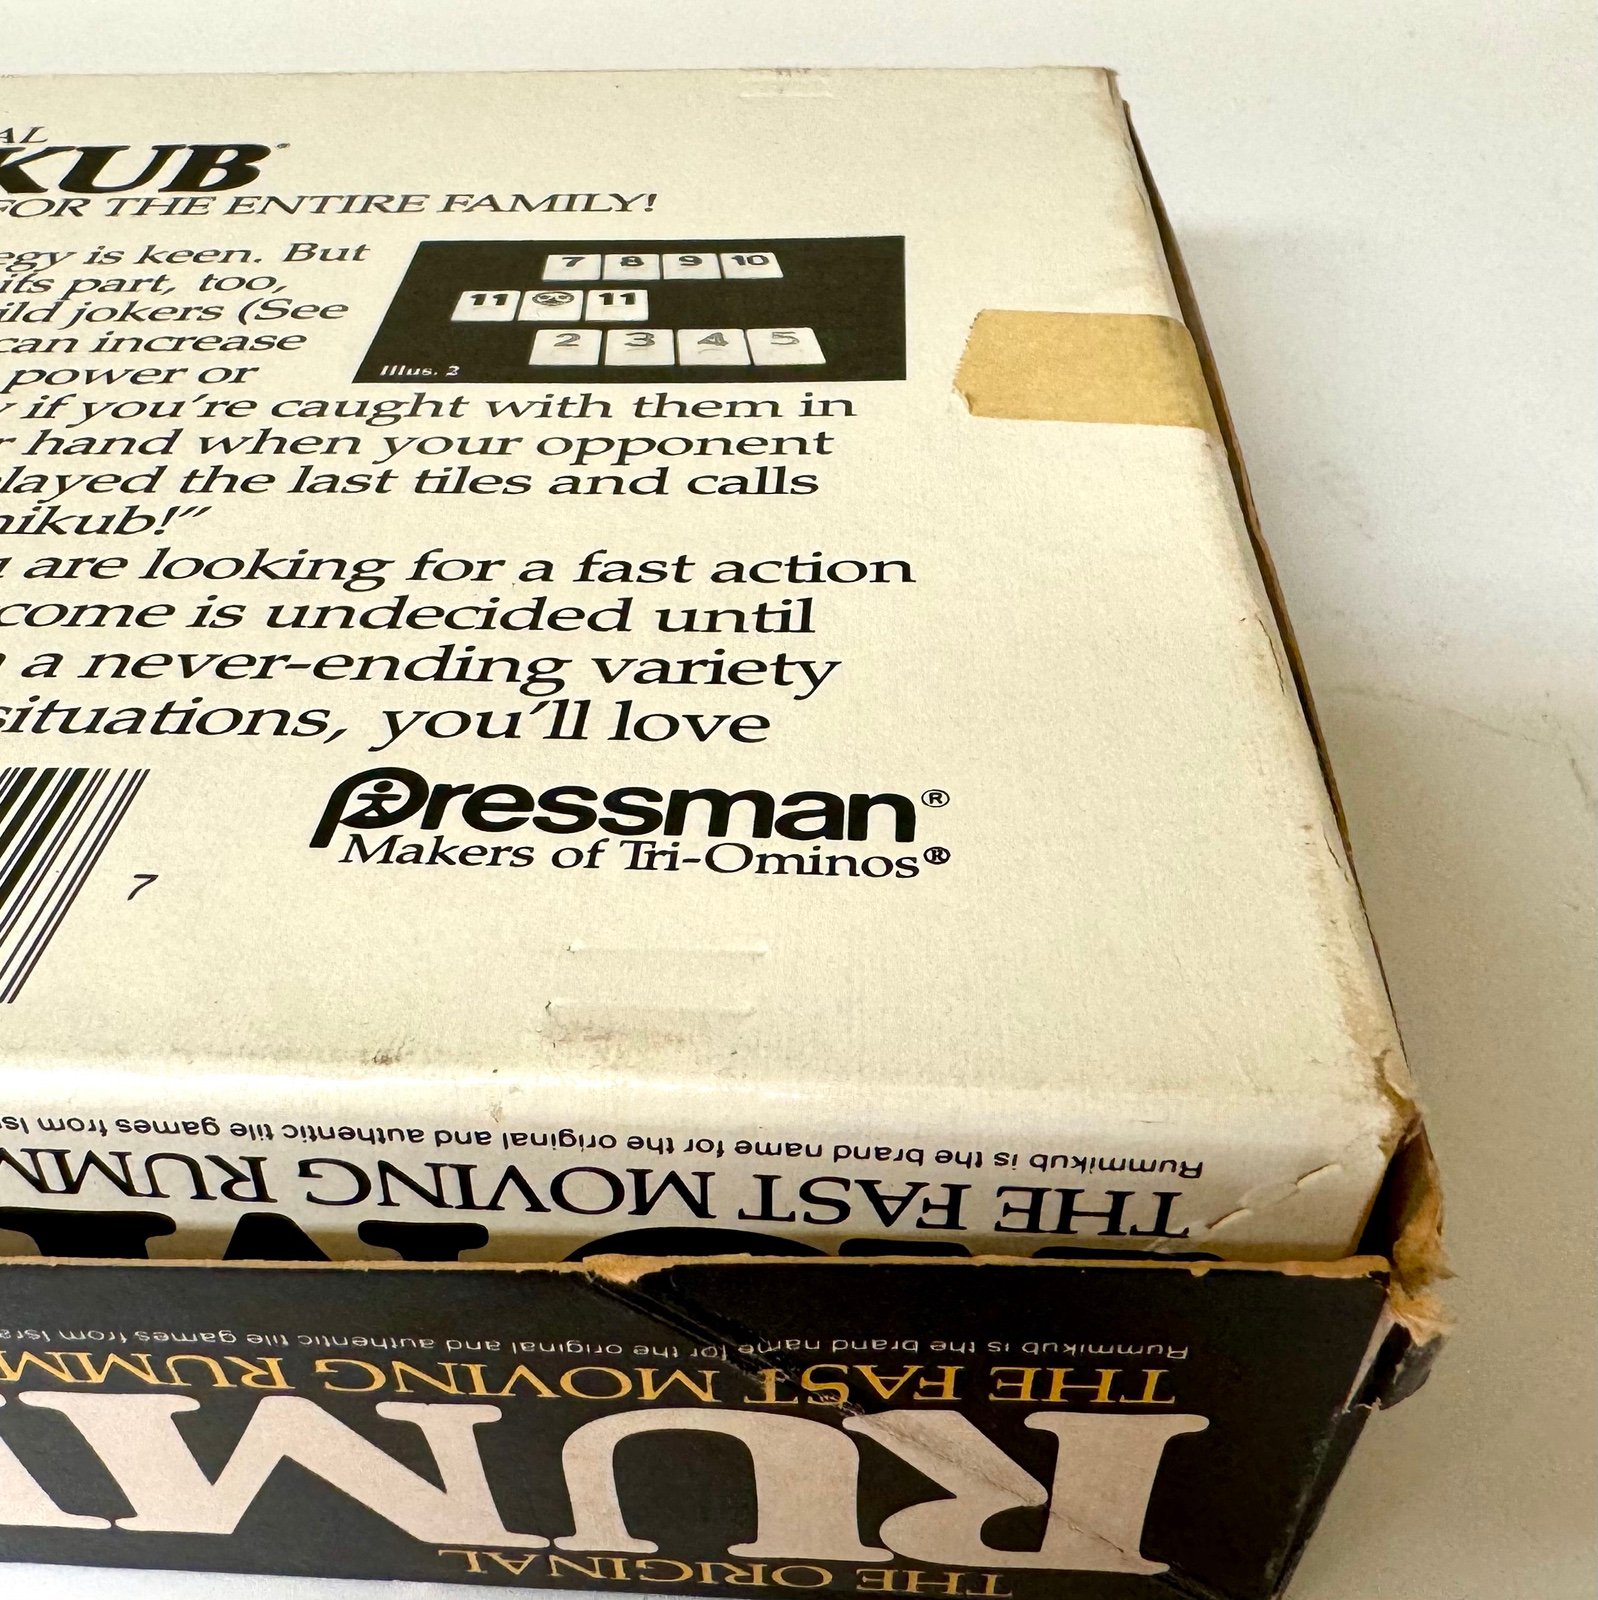 AL
KUB
FOR THE ENTIRE FAMILY!
egy is keen. But
its part, too,
ild jokers (See
can increase
power or
y if you're caught with them in
r hand when your opponent
layed the last tiles and calls
mikub!”
u are looking for a fast action
come is undecided until
a never-ending variety
situations, you'll love
7 8 9 10
11 11
2 3 4 5
Illus. 2
Pressman®
Makers of Tri-Ominos®
7
Rummikub is the brand name for the original and authentic tile games from Isr
THE FAST MOVING RUMM
Rummikub is the brand name for the original and authentic tile games from Isra
THE FAST MOVING RUMM
RUM
THE ORIGINAL